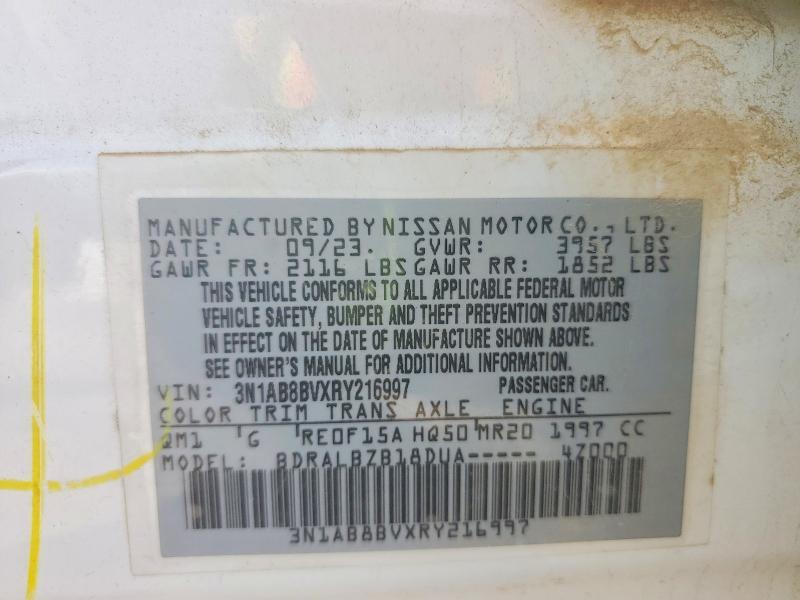 MANUFACTURED BY NISSAN MOTOR CO., LTD.
DATE: 09/23. GVWR: 3957 LBS
GAWR FR: 2116 LBS GAWR RR: 1852 LBS
THIS VEHICLE CONFORMS TO ALL APPLICABLE FEDERAL MOTOR
VEHICLE SAFETY, BUMPER AND THEFT PREVENTION STANDARDS
IN EFFECT ON THE DATE OF MANUFACTURE SHOWN ABOVE.
SEE OWNER'S MANUAL FOR ADDITIONAL INFORMATION.
VIN: 3N1AB8BVXRY216997 PASSENGER CAR.
COLOR TRIM TRANS AXLE ENGINE
QM1 G RE0F15A HQ50 MR20 1997 CC
MODEL: BDRALBZB18DUA----- 4Z000
3N1AB8BVXRY216997